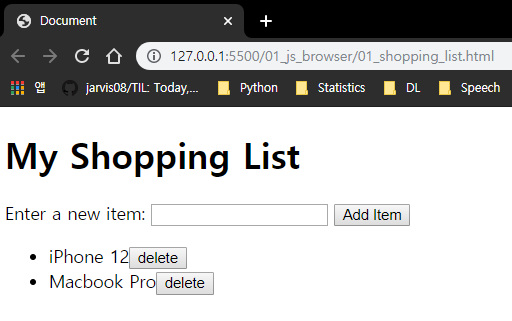 Document
127.0.0.1:5500/01_js_browser/01_shopping_list.html
앱 jarvis08/TIL: Today,... Python Statistics DL Speech
My Shopping List
Enter a new item: Add Item
iPhone 12 delete
Macbook Pro delete